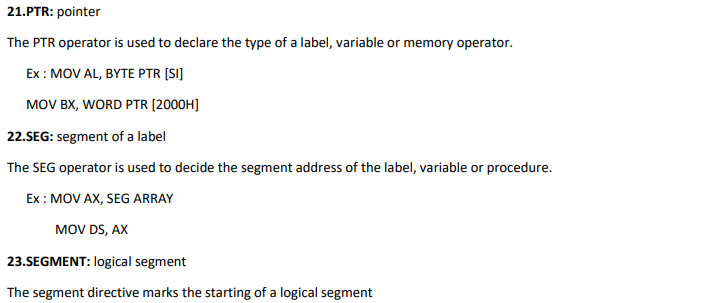 21.PTR: pointer
The PTR operator is used to declare the type of a label, variable or memory operator.
Ex : MOV AL, BYTE PTR [SI]
MOV BX, WORD PTR [2000H]
22.SEG: segment of a label
The SEG operator is used to decide the segment address of the label, variable or procedure.
Ex : MOV AX, SEG ARRAY
MOV DS, AX
23.SEGMENT: logical segment
The segment directive marks the starting of a logical segment